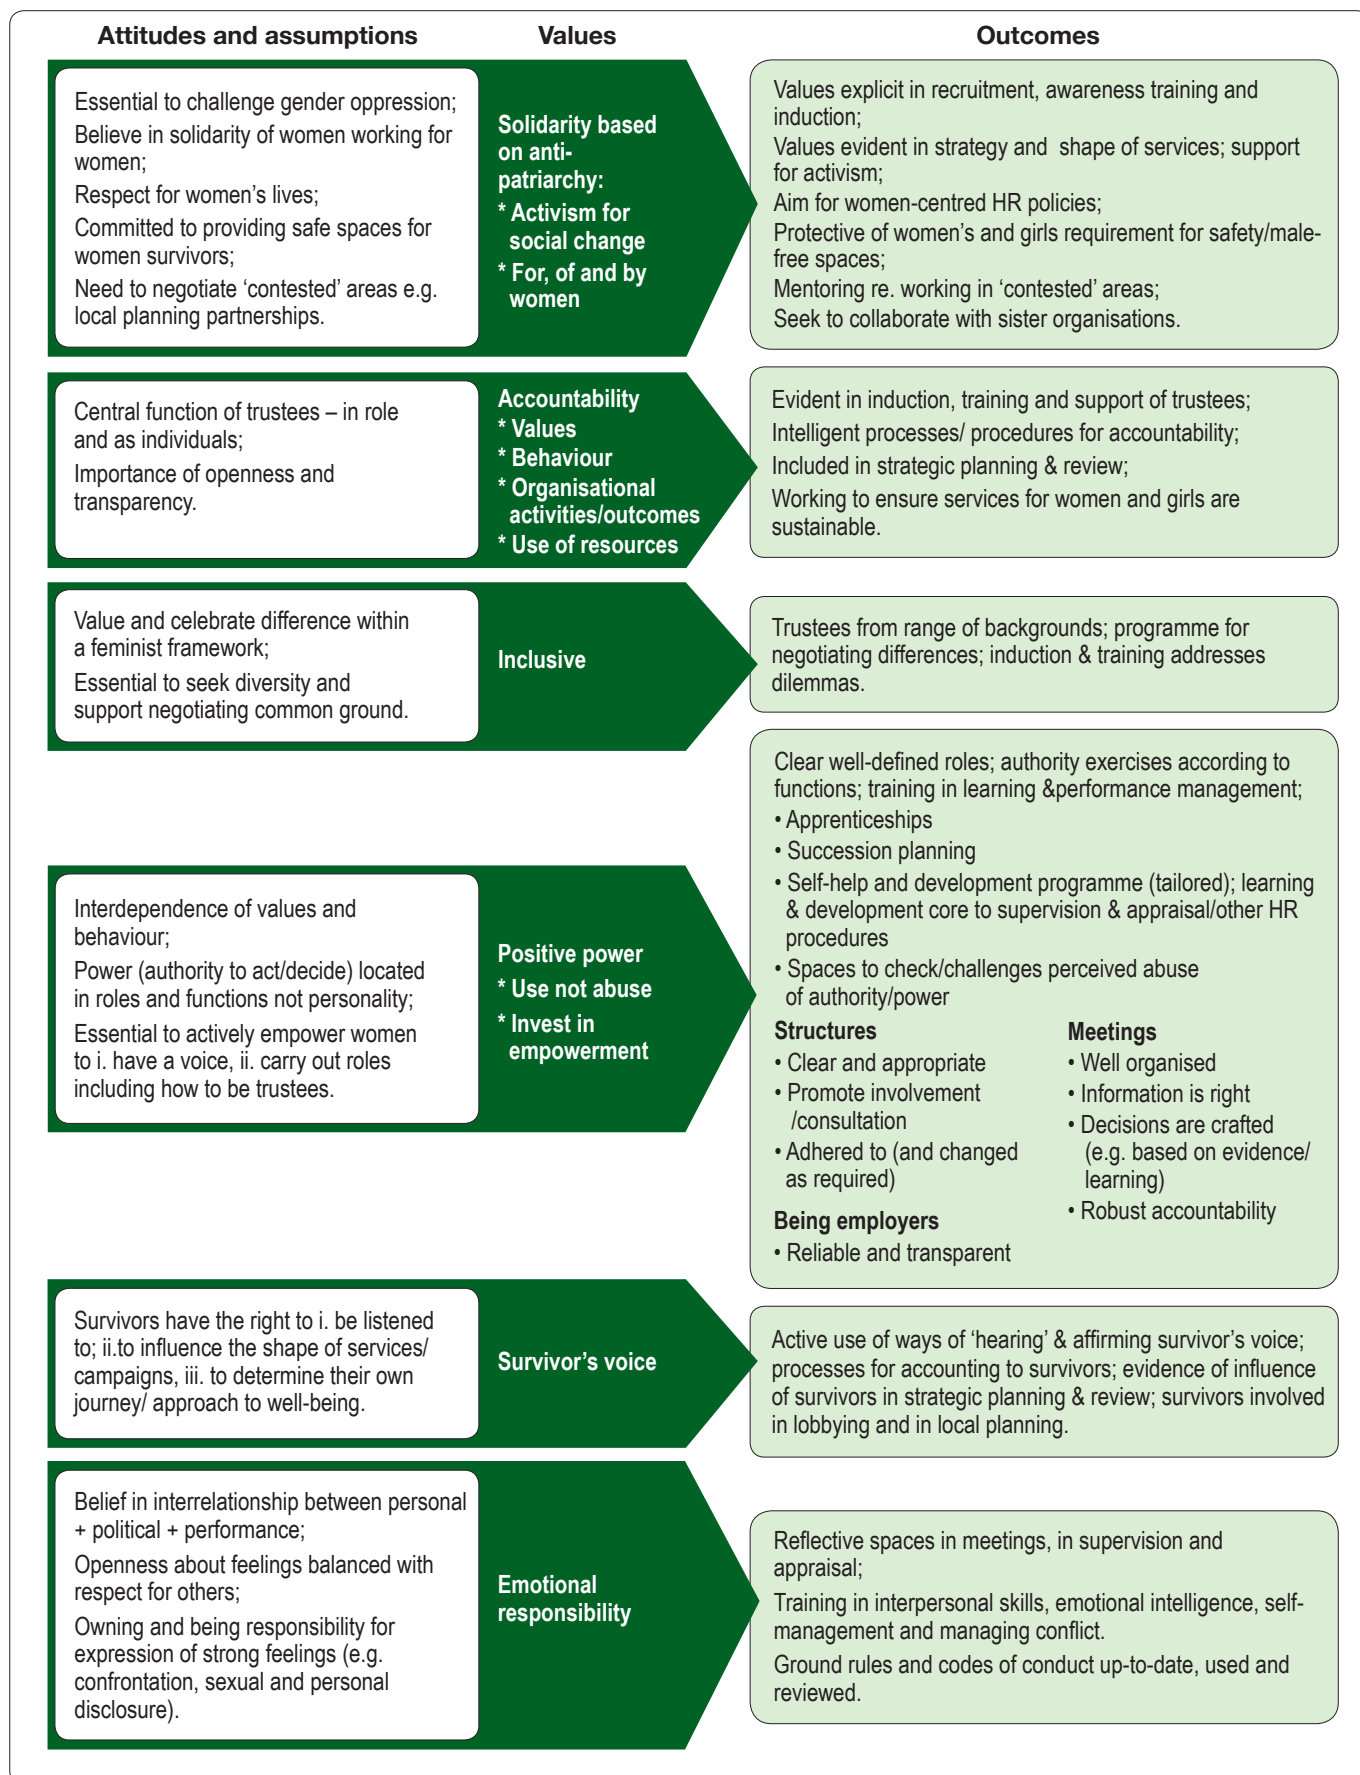 Attitudes and assumptions
Values
Outcomes
Essential to challenge gender oppression;
Believe in solidarity of women working for
women;
Respect for women's lives;
Committed to providing safe spaces for
women survivors;
Need to negotiate ‘contested’ areas e.g.
local planning partnerships.
Solidarity based
on anti-
patriarchy:
* Activism for
social change
* For, of and by
women
Values explicit in recruitment, awareness training and
induction;
Values evident in strategy and shape of services; support
for activism;
Aim for women-centred HR policies;
Protective of women’s and girls requirement for safety/male-
free spaces;
Mentoring re. working in ‘contested’ areas;
Seek to collaborate with sister organisations.
Central function of trustees – in role
and as individuals;
Importance of openness and
transparency.
Accountability
* Values
* Behaviour
* Organisational
activities/outcomes
* Use of resources
Evident in induction, training and support of trustees;
Intelligent processes/ procedures for accountability;
Included in strategic planning & review;
Working to ensure services for women and girls are
sustainable.
Value and celebrate difference within
a feminist framework;
Essential to seek diversity and
support negotiating common ground.
Inclusive
Trustees from range of backgrounds; programme for
negotiating differences; induction & training addresses
dilemmas.
Interdependence of values and
behaviour;
Power (authority to act/decide) located
in roles and functions not personality;
Essential to actively empower women
to i. have a voice, ii. carry out roles
including how to be trustees.
Positive power
* Use not abuse
* Invest in
empowerment
Clear well-defined roles; authority exercises according to
functions; training in learning &performance management;
• Apprenticeships
• Succession planning
• Self-help and development programme (tailored); learning
& development core to supervision & appraisal/other HR
procedures
• Spaces to check/challenges perceived abuse
of authority/power
Structures
• Clear and appropriate
• Promote involvement
/consultation
• Adhered to (and changed
as required)
Being employers
• Reliable and transparent
Meetings
• Well organised
• Information is right
• Decisions are crafted
(e.g. based on evidence/
learning)
• Robust accountability
Survivors have the right to i. be listened
to; ii.to influence the shape of services/
campaigns, iii. to determine their own
journey/ approach to well-being.
Survivor’s voice
Active use of ways of ‘hearing’ & affirming survivor’s voice;
processes for accounting to survivors; evidence of influence
of survivors in strategic planning & review; survivors involved
in lobbying and in local planning.
Belief in interrelationship between personal
+ political + performance;
Openness about feelings balanced with
respect for others;
Owning and being responsibility for
expression of strong feelings (e.g.
confrontation, sexual and personal
disclosure).
Emotional
responsibility
Reflective spaces in meetings, in supervision and
appraisal;
Training in interpersonal skills, emotional intelligence, self-
management and managing conflict.
Ground rules and codes of conduct up-to-date, used and
reviewed.